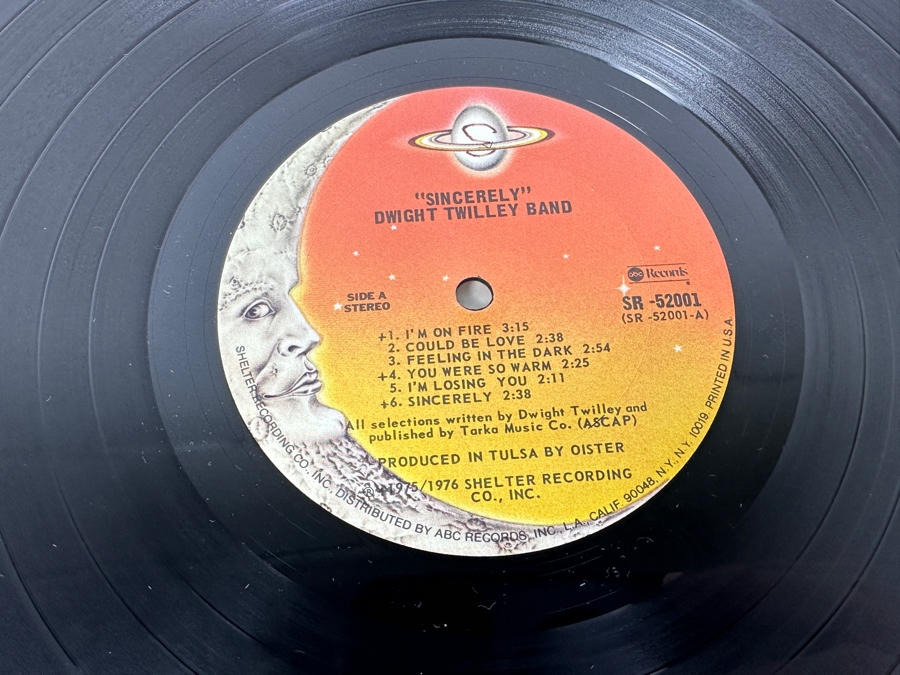 S
"SINCERELY"
DWIGHT TWILLEY BAND
abc Records
SIDE A
STEREO
SR -52001
(SR -52001-A)
+1. I'M ON FIRE 3:15
2. COULD BE LOVE 2:38
3. FEELING IN THE DARK 2:54
+4. YOU WERE SO WARM 2:25
5. I'M LOSING YOU 2:11
+6. SINCERELY 2:38
All selections written by Dwight Twilley and
published by Tarka Music Co. (ASCAP)
PRODUCED IN TULSA BY OISTER
℗ 1975/1976 SHELTER RECORDING
CO., INC.
SHELTER RECORDING CO., INC. DISTRIBUTED BY ABC RECORDS, INC., L.A., CALIF. 90048, N.Y., N.Y. 10019 PRINTED IN U.S.A.